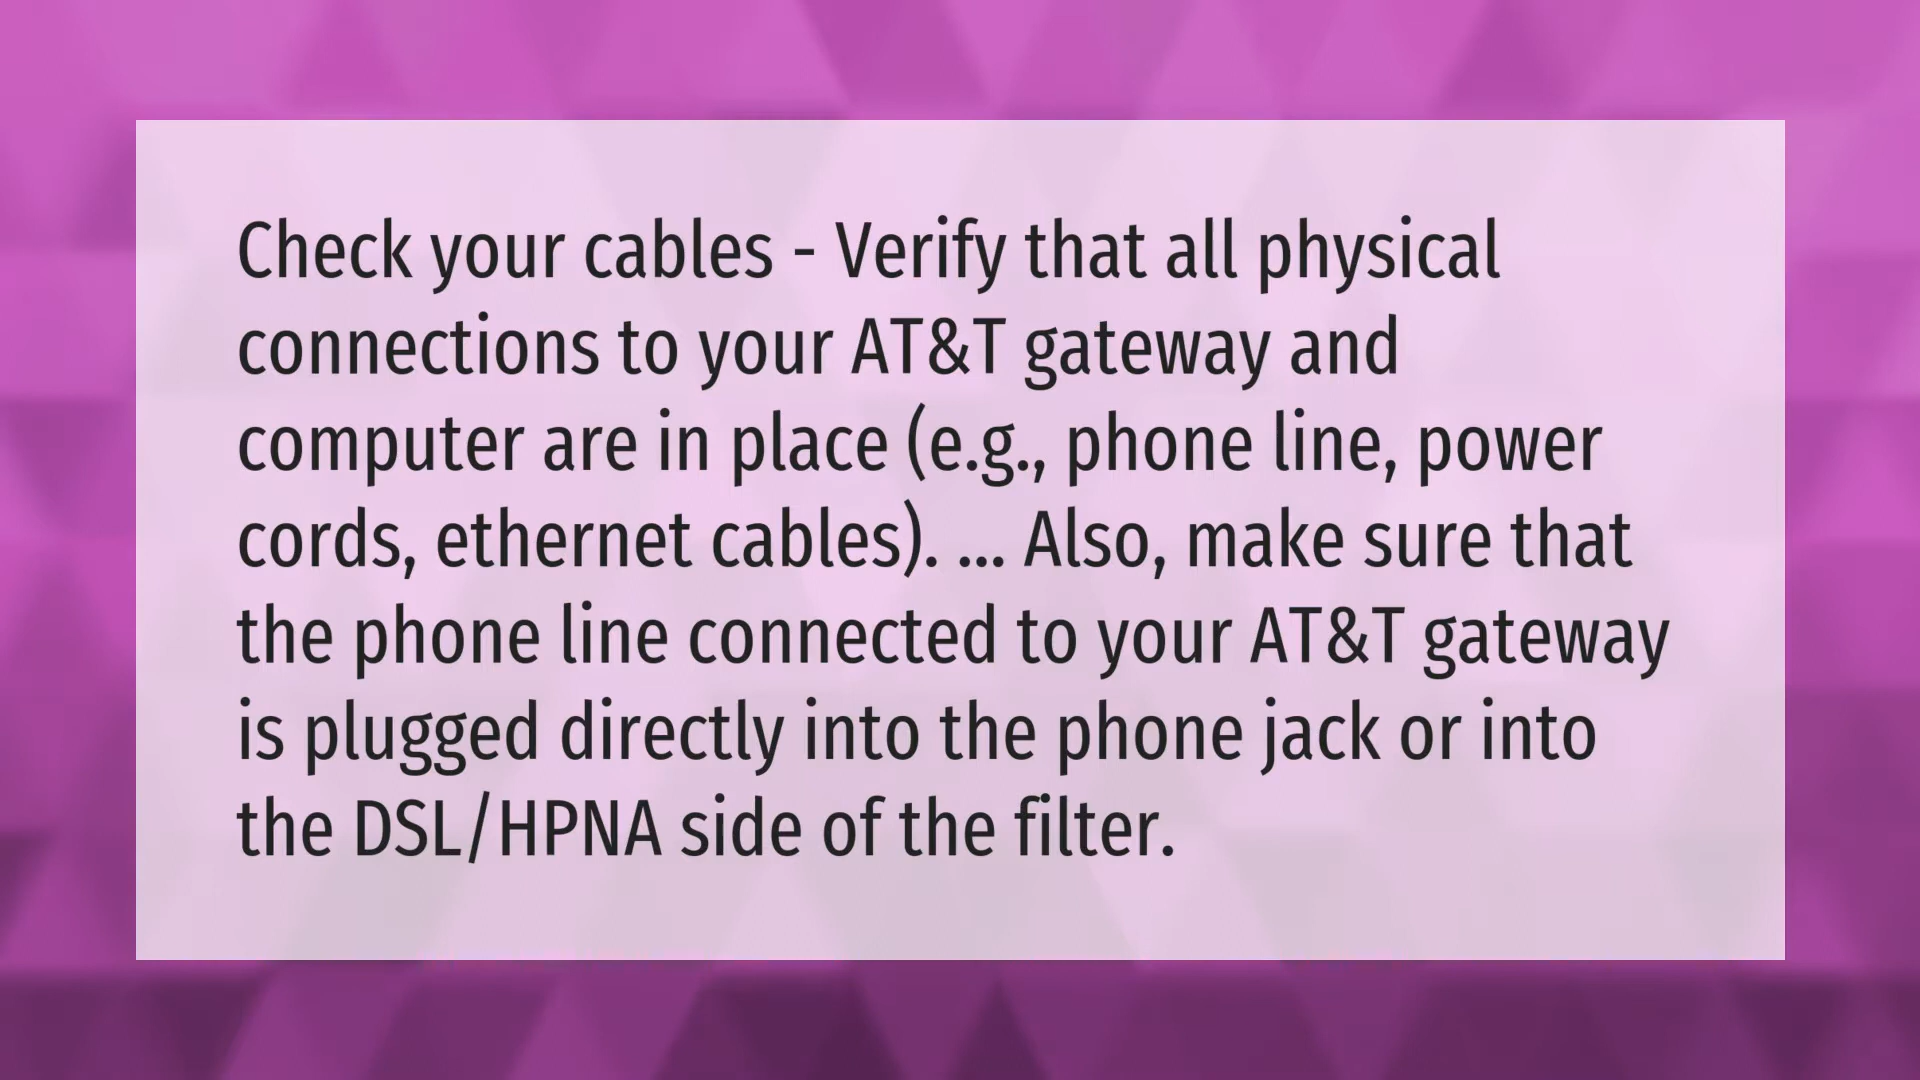 Check your cables - Verify that all physical
connections to your AT&T gateway and
computer are in place (e.g., phone line, power
cords, ethernet cables). ... Also, make sure that
the phone line connected to your AT&T gateway
is plugged directly into the phone jack or into
the DSL/HPNA side of the filter.